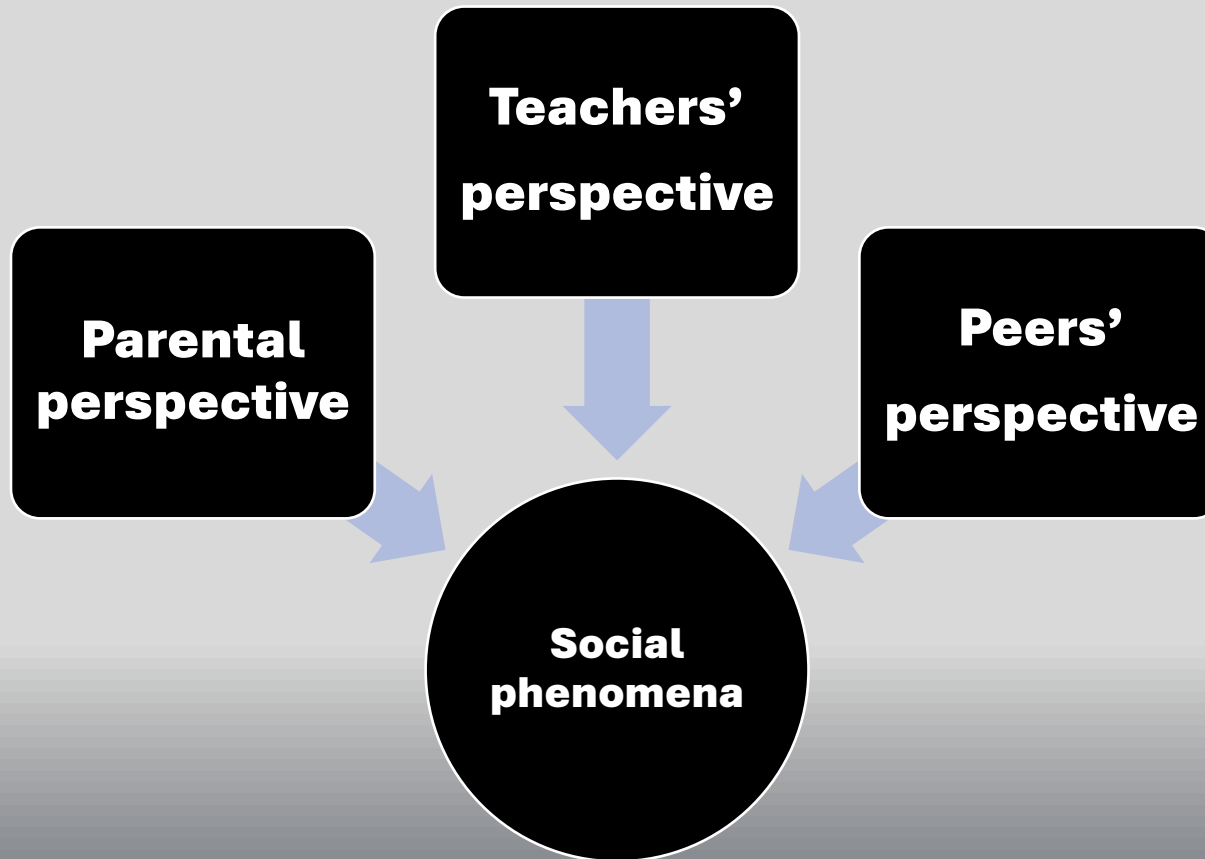 Teachers’
perspective
Parental
perspective
Peers’
perspective
Social
phenomena